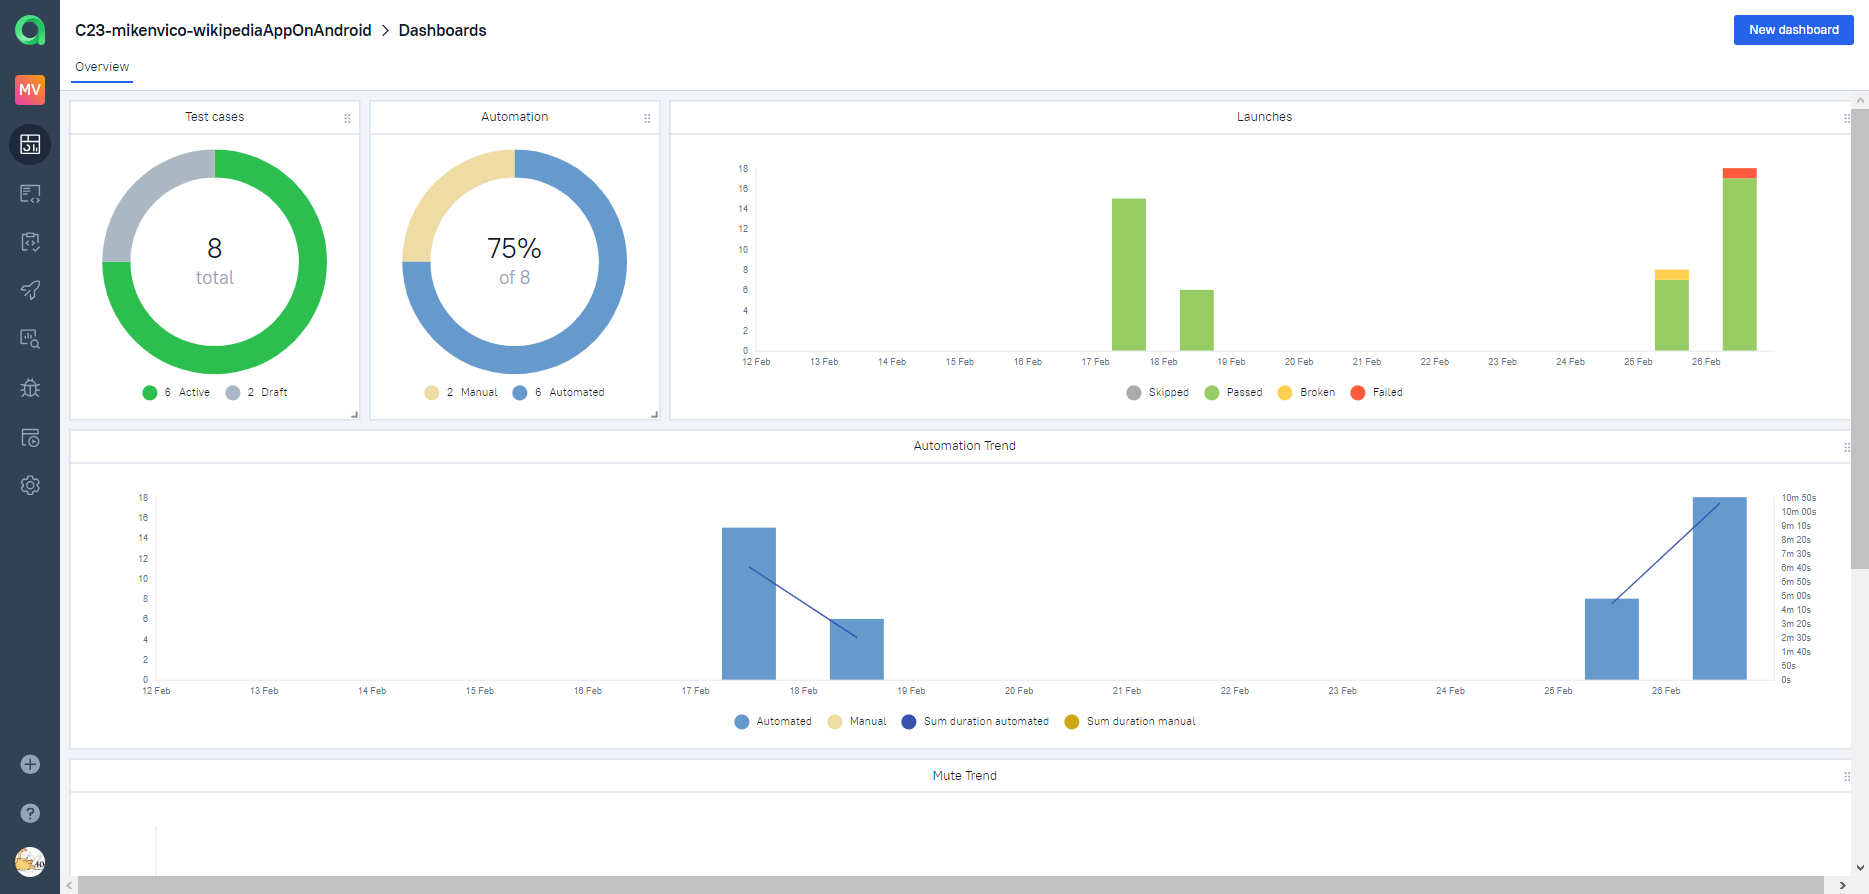 C23-mikenvico-wikipediaAppOnAndroid > Dashboards
New dashboard
Overview
MV
Test cases
8
total
6 Active 2 Draft
Automation
75%
of 8
2 Manual 6 Automated
Launches
18
16
14
12
10
8
6
4
2
0
12 Feb 13 Feb 14 Feb 15 Feb 16 Feb 17 Feb 18 Feb 19 Feb 20 Feb 21 Feb 22 Feb 23 Feb 24 Feb 25 Feb 26 Feb
Skipped Passed Broken Failed
Automation Trend
18
16
14
12
10
8
6
4
2
0
10m 50s
10m 00s
9m 10s
8m 20s
7m 30s
6m 40s
5m 50s
5m 00s
4m 10s
3m 20s
2m 30s
1m 40s
50s
0s
12 Feb 13 Feb 14 Feb 15 Feb 16 Feb 17 Feb 18 Feb 19 Feb 20 Feb 21 Feb 22 Feb 23 Feb 24 Feb 25 Feb 26 Feb
Automated Manual Sum duration automated Sum duration manual
Mute Trend